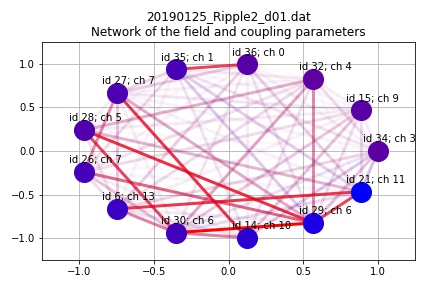 20190125_Ripple2_d01.dat
Network of the field and coupling parameters
id 36; ch 0
id 35; ch 1
id 32; ch 4
id 27; ch 7
id 15; ch 9
id 28; ch 5
id 34; ch 3
id 26; ch 7
id 21; ch 11
id 6; ch 13
id 29; ch 6
id 30; ch 6
id 14; ch 10
1.0
0.5
0.0
−0.5
−1.0
−1.0
−0.5
0.0
0.5
1.0